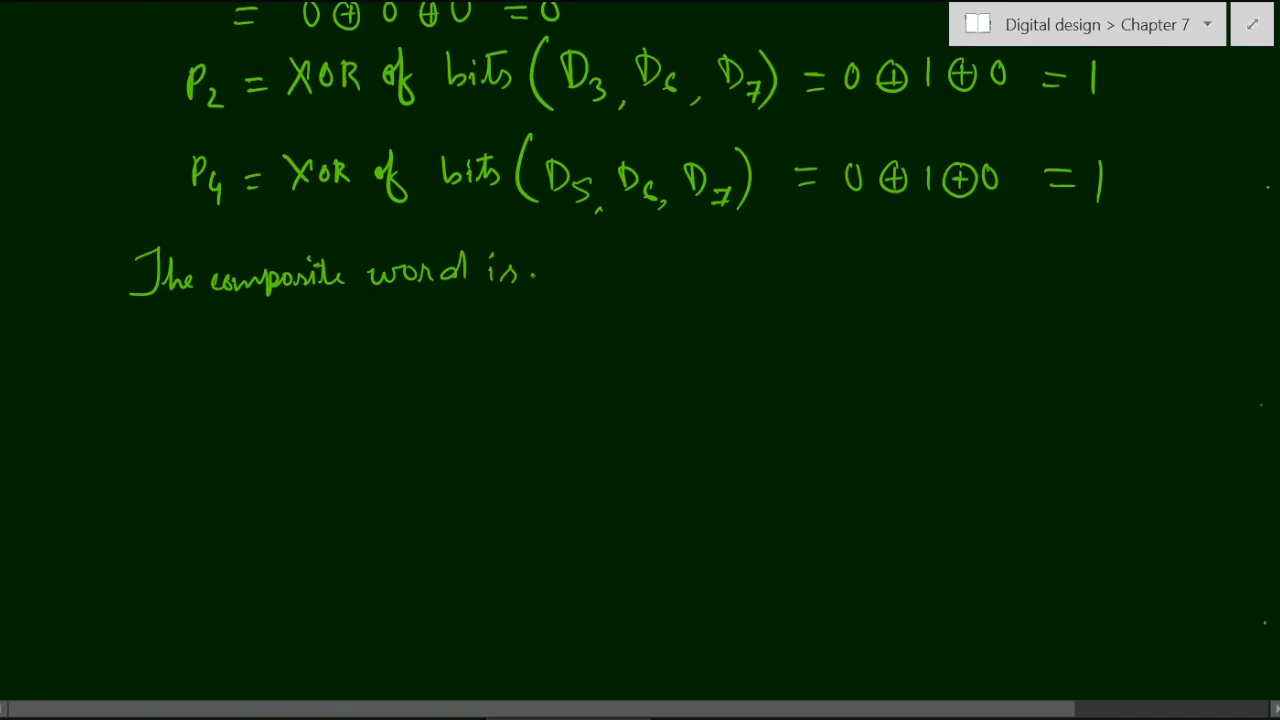 = 0 ⊕ 0 ⊕ 0 = 0
Digital design > Chapter 7
P2 = XOR of bits (D3, D6, D7) = 0 ⊕ 1 ⊕ 0 = 1
P4 = XOR of bits (D5, D6, D7) = 0 ⊕ 1 ⊕ 0 = 1
The composite word is.